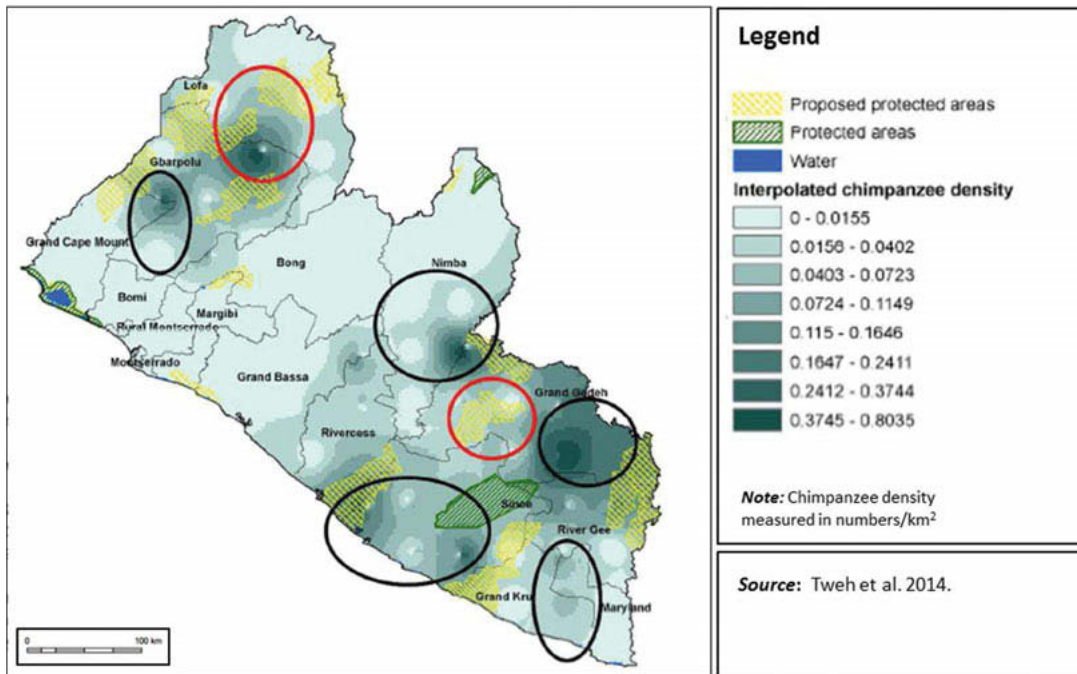 Lofa
Gbarpolu
Grand Cape Mount
Bong
Nimba
Bomi
Margibi
Rural Montserrado
Montserrado
Grand Bassa
Grand Gedeh
Rivercess
Sinoe
River Gee
Grand Kru
Maryland
0 100 km
Legend
Proposed protected areas
Protected areas
Water
Interpolated chimpanzee density
0 - 0.0155
0.0156 - 0.0402
0.0403 - 0.0723
0.0724 - 0.1149
0.115 - 0.1646
0.1647 - 0.2411
0.2412 - 0.3744
0.3745 - 0.8035
Note: Chimpanzee density
measured in numbers/km²
Source: Tweh et al. 2014.